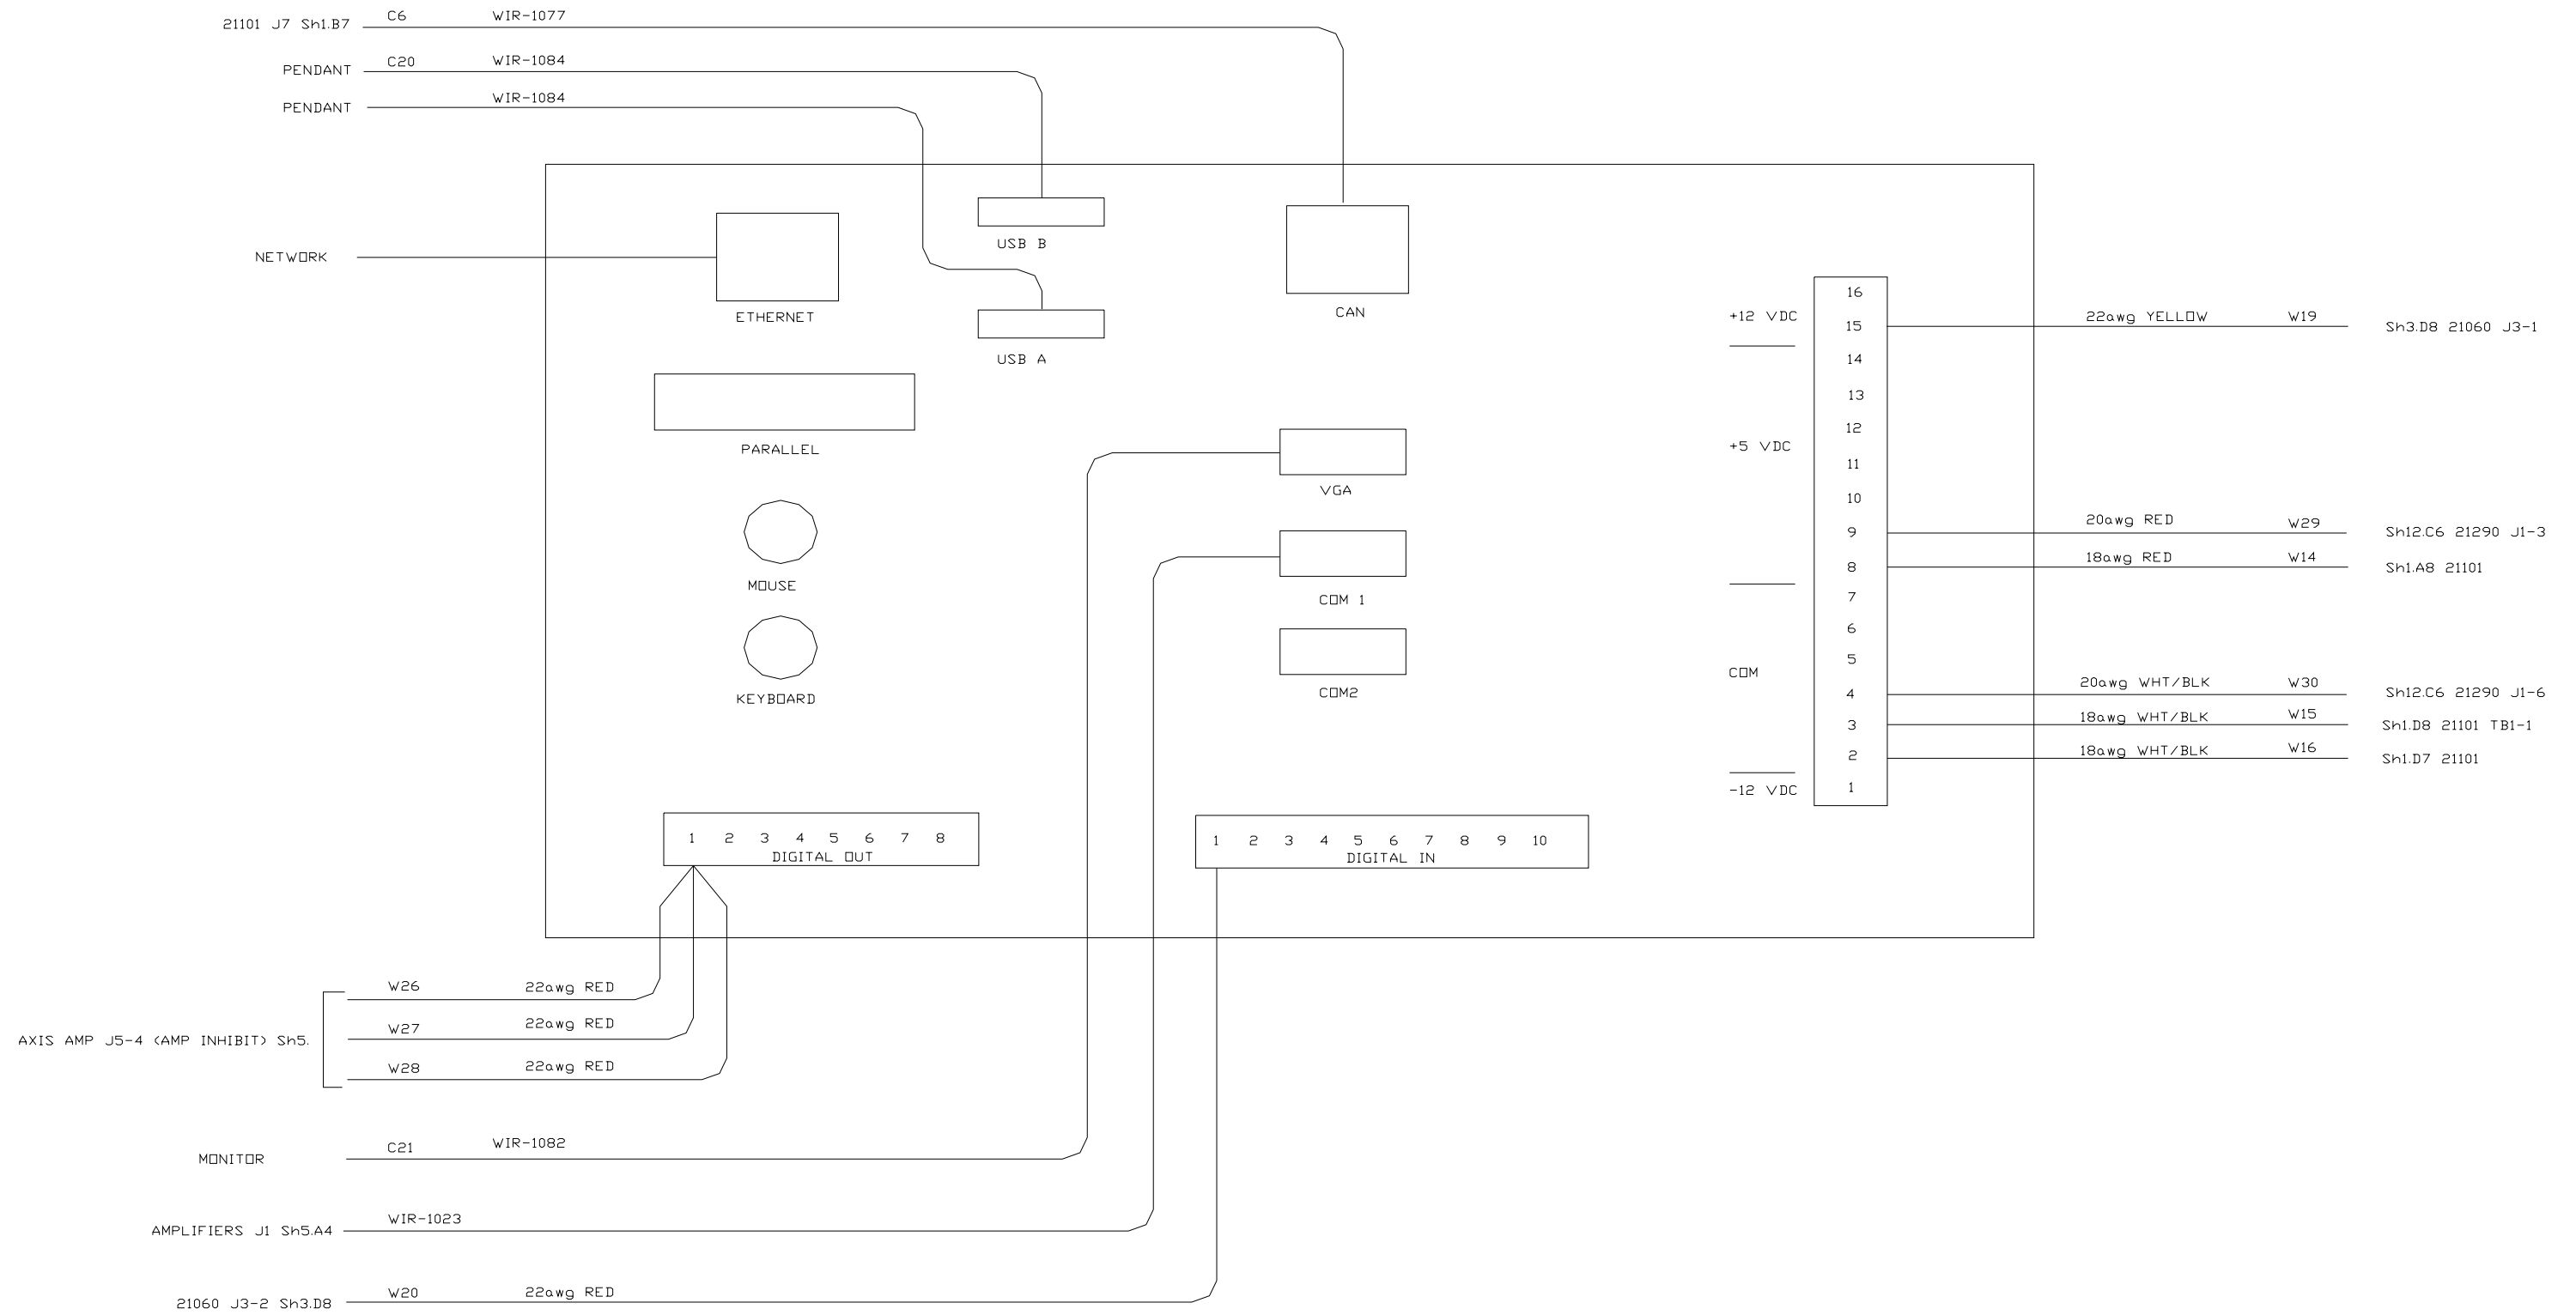 21101 J7 Sh1.B7 C6 WIR-1077
PENDANT C20 WIR-1084
PENDANT WIR-1084
USB B
NETWORK
ETHERNET
USB A
CAN
PARALLEL
VGA
MOUSE
COM 1
KEYBOARD
COM2
+12 VDC
+5 VDC
COM
-12 VDC
16
15 22awg YELLOW W19 Sh3.D8 21060 J3-1
14
13
12
11
10
9 20awg RED W29 Sh12.C6 21290 J1-3
8 18awg RED W14 Sh1.A8 21101
7
6
5
4 20awg WHT/BLK W30 Sh12.C6 21290 J1-6
3 18awg WHT/BLK W15 Sh1.D8 21101 TB1-1
2 18awg WHT/BLK W16 Sh1.D7 21101
1
1 2 3 4 5 6 7 8
DIGITAL OUT
1 2 3 4 5 6 7 8 9 10
DIGITAL IN
W26 22awg RED
AXIS AMP J5-4 (AMP INHIBIT) Sh5. W27 22awg RED
W28 22awg RED
MONITOR C21 WIR-1082
AMPLIFIERS J1 Sh5.A4 WIR-1023
21060 J3-2 Sh3.D8 W20 22awg RED